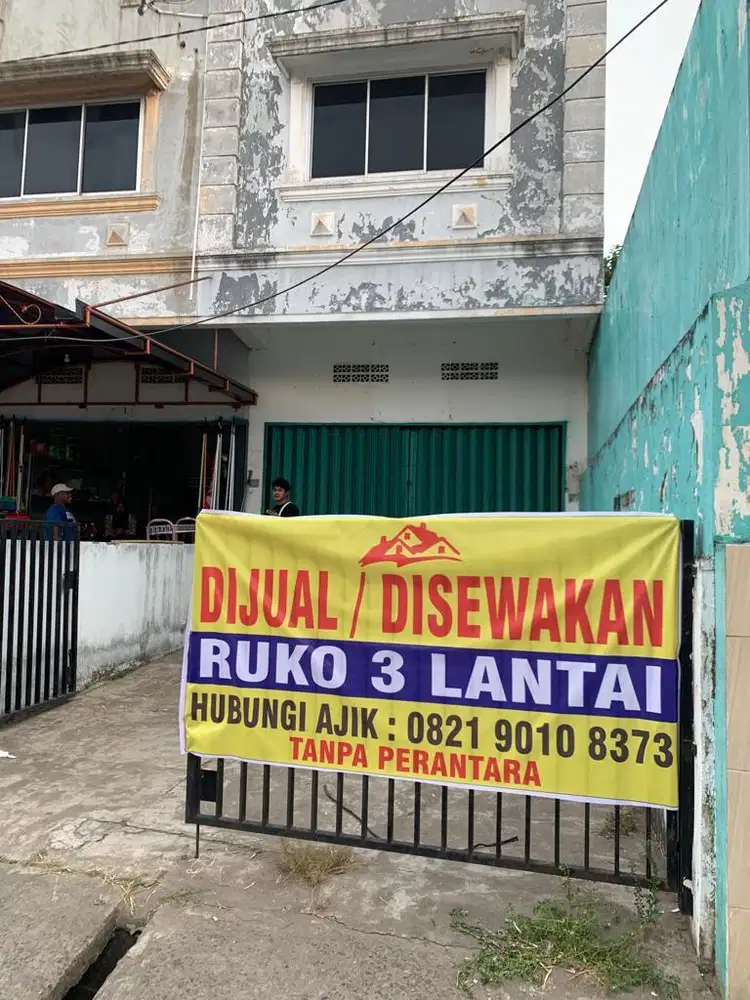 DIJUAL / DISEWAKAN
RUKO 3 LANTAI
HUBUNGI AJIK : 0821 9010 8373
TANPA PERANTARA